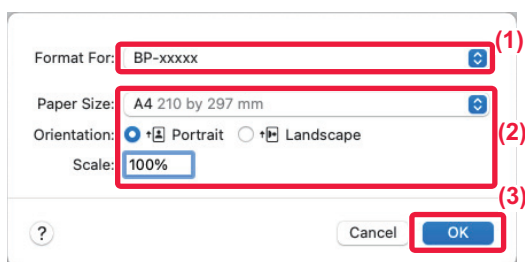 (1)
Format For: BP-xxxxx
Paper Size: A4 210 by 297 mm
Orientation: Portrait Landscape
(2)
Scale: 100%
(3)
? Cancel OK